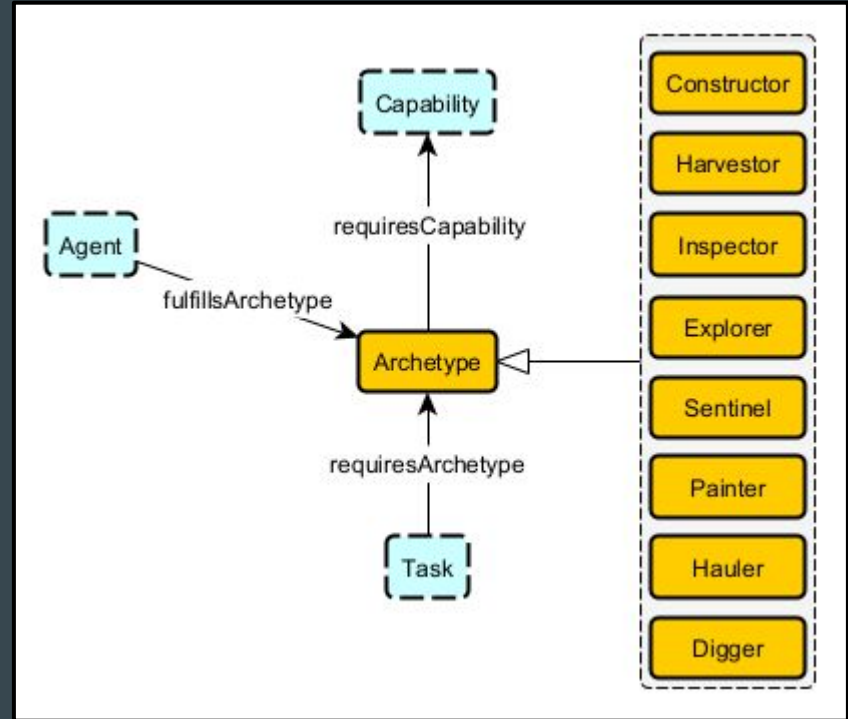 Capability
requiresCapability
Agent
fulfillsArchetype
Archetype
requiresArchetype
Task
Constructor
Harvestor
Inspector
Explorer
Sentinel
Painter
Hauler
Digger